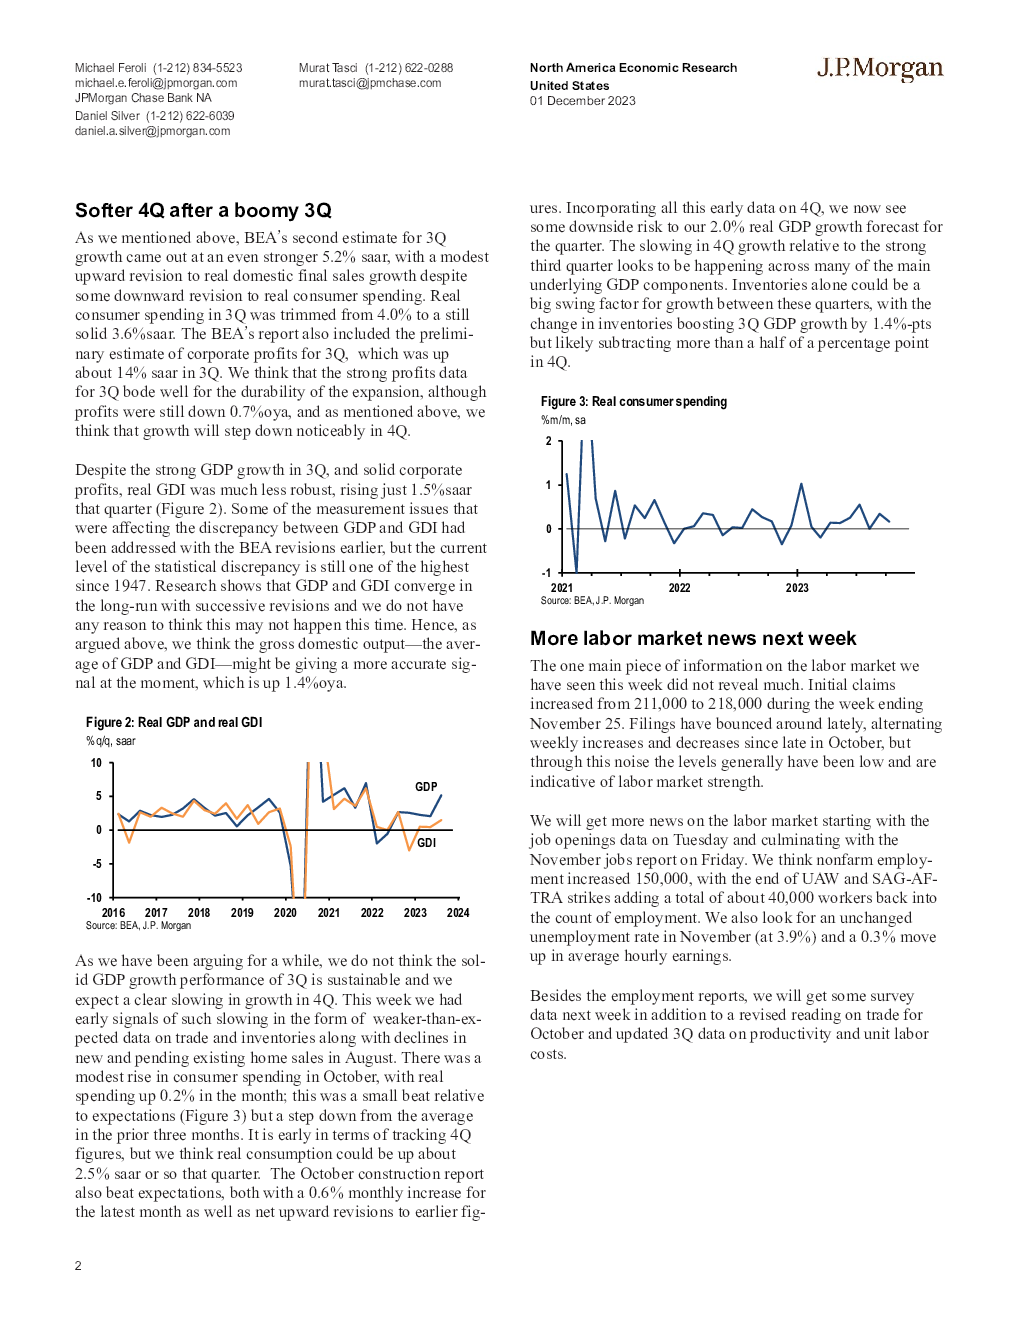 Michael Feroli (1-212) 834-5523
michael.e.feroli@jpmorgan.com
JPMorgan Chase Bank NA
Daniel Silver (1-212) 622-6039
daniel.a.silver@jpmorgan.com
Murat Tasci (1-212) 622-0288
murat.tasci@jpmchase.com
North America Economic Research
United States
01 December 2023
J.P.Morgan
Softer 4Q after a boomy 3Q
As we mentioned above, BEA's second estimate for 3Q
growth came out at an even stronger 5.2% saar, with a modest
upward revision to real domestic final sales growth despite
some downward revision to real consumer spending. Real
consumer spending in 3Q was trimmed from 4.0% to a still
solid 3.6%saar. The BEA's report also included the prelimi-
nary estimate of corporate profits for 3Q, which was up
about 14% saar in 3Q. We think that the strong profits data
for 3Q bode well for the durability of the expansion, although
profits were still down 0.7%oya, and as mentioned above, we
think that growth will step down noticeably in 4Q.
Despite the strong GDP growth in 3Q, and solid corporate
profits, real GDI was much less robust, rising just 1.5%saar
that quarter (Figure 2). Some of the measurement issues that
were affecting the discrepancy between GDP and GDI had
been addressed with the BEA revisions earlier, but the current
level of the statistical discrepancy is still one of the highest
since 1947. Research shows that GDP and GDI converge in
the long-run with successive revisions and we do not have
any reason to think this may not happen this time. Hence, as
argued above, we think the gross domestic output—the aver-
age of GDP and GDI—might be giving a more accurate sig-
nal at the moment, which is up 1.4%oya.
Figure 2: Real GDP and real GDI
%q/q, saar
10
5
0
-5
-10
GDP
GDI
2016 2017 2018 2019 2020 2021 2022 2023 2024
Source: BEA, J.P. Morgan
As we have been arguing for a while, we do not think the sol-
id GDP growth performance of 3Q is sustainable and we
expect a clear slowing in growth in 4Q. This week we had
early signals of such slowing in the form of weaker-than-ex-
pected data on trade and inventories along with declines in
new and pending existing home sales in August. There was a
modest rise in consumer spending in October, with real
spending up 0.2% in the month; this was a small beat relative
to expectations (Figure 3) but a step down from the average
in the prior three months. It is early in terms of tracking 4Q
figures, but we think real consumption could be up about
2.5% saar or so that quarter. The October construction report
also beat expectations, both with a 0.6% monthly increase for
the latest month as well as net upward revisions to earlier fig-
ures. Incorporating all this early data on 4Q, we now see
some downside risk to our 2.0% real GDP growth forecast for
the quarter. The slowing in 4Q growth relative to the strong
third quarter looks to be happening across many of the main
underlying GDP components. Inventories alone could be a
big swing factor for growth between these quarters, with the
change in inventories boosting 3Q GDP growth by 1.4%-pts
but likely subtracting more than a half of a percentage point
in 4Q.
Figure 3: Real consumer spending
%m/m, sa
2
1
0
-1
2021 2022 2023
Source: BEA, J.P. Morgan
More labor market news next week
The one main piece of information on the labor market we
have seen this week did not reveal much. Initial claims
increased from 211,000 to 218,000 during the week ending
November 25. Filings have bounced around lately, alternating
weekly increases and decreases since late in October, but
through this noise the levels generally have been low and are
indicative of labor market strength.
We will get more news on the labor market starting with the
job openings data on Tuesday and culminating with the
November jobs report on Friday. We think nonfarm employ-
ment increased 150,000, with the end of UAW and SAG-AF-
TRA strikes adding a total of about 40,000 workers back into
the count of employment. We also look for an unchanged
unemployment rate in November (at 3.9%) and a 0.3% move
up in average hourly earnings.
Besides the employment reports, we will get some survey
data next week in addition to a revised reading on trade for
October and updated 3Q data on productivity and unit labor
costs.
2